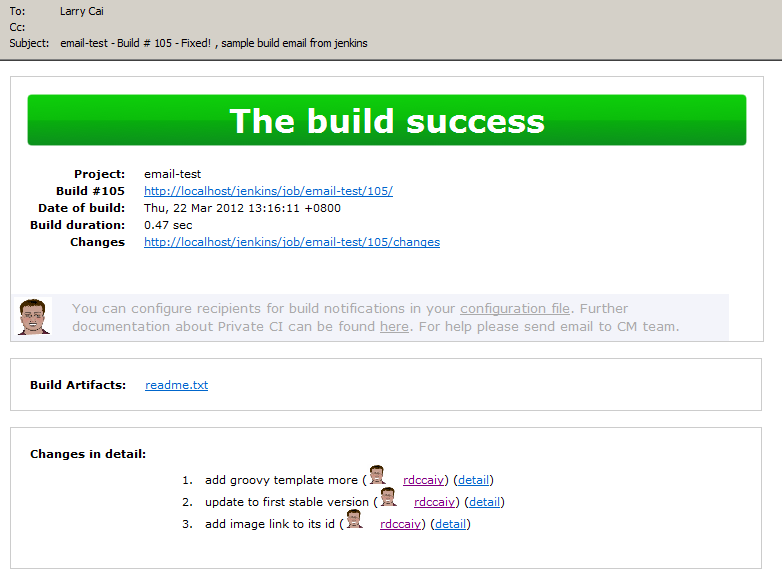 To: Larry Cai
Cc:
Subject: email-test - Build # 105 - Fixed! , sample build email from jenkins
The build success
Project: email-test
Build #105 http://localhost/jenkins/job/email-test/105/
Date of build: Thu, 22 Mar 2012 13:16:11 +0800
Build duration: 0.47 sec
Changes http://localhost/jenkins/job/email-test/105/changes
You can configure recipients for build notifications in your configuration file. Further
documentation about Private CI can be found here. For help please send email to CM team.
Build Artifacts: readme.txt
Changes in detail:
1. add groovy template more ( rdccaiy) (detail)
2. update to first stable version ( rdccaiy) (detail)
3. add image link to its id ( rdccaiy) (detail)